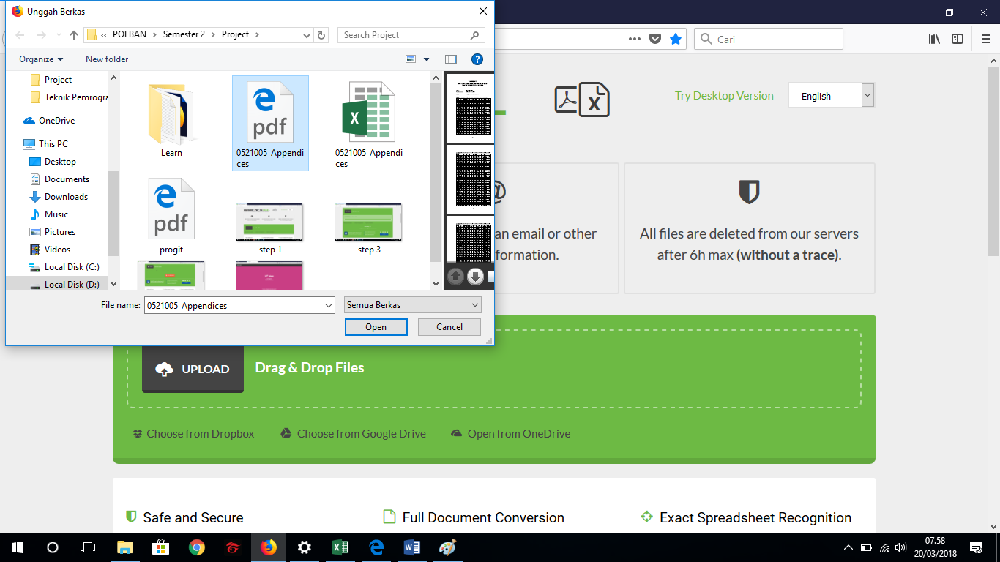 Unggah Berkas
POLBAN
Semester 2
Project
Search Project
Organize
New folder
Project
Teknik Pemrogra
OneDrive
This PC
Desktop
Documents
Downloads
Music
Pictures
Videos
Local Disk (C:)
Local Disk (D:)
Learn
pdf
0521005_Appendi
ces
X
0521005_Appendi
ces
pdf
progit
step 1
step 3
File name:
0521005_Appendices
Semua Berkas
Open
Cancel
Cari
Try Desktop Version
English
an email or other
formation.
All files are deleted from our servers
after 6h max (without a trace).
UPLOAD
Drag & Drop Files
Choose from Dropbox
Choose from Google Drive
Open from OneDrive
Safe and Secure
Full Document Conversion
Exact Spreadsheet Recognition
07.58
20/03/2018